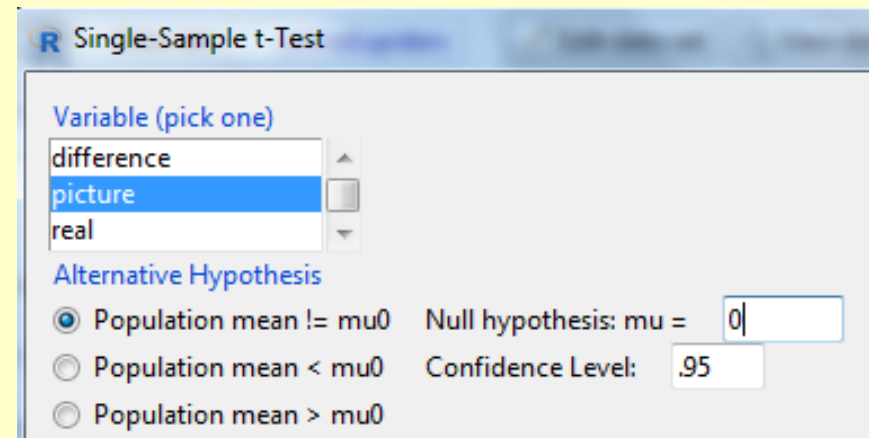 R Single-Sample t-Test
Variable (pick one)
difference
picture
real
Alternative Hypothesis
Population mean != mu0 Null hypothesis: mu = 0
Population mean < mu0 Confidence Level: .95
Population mean > mu0